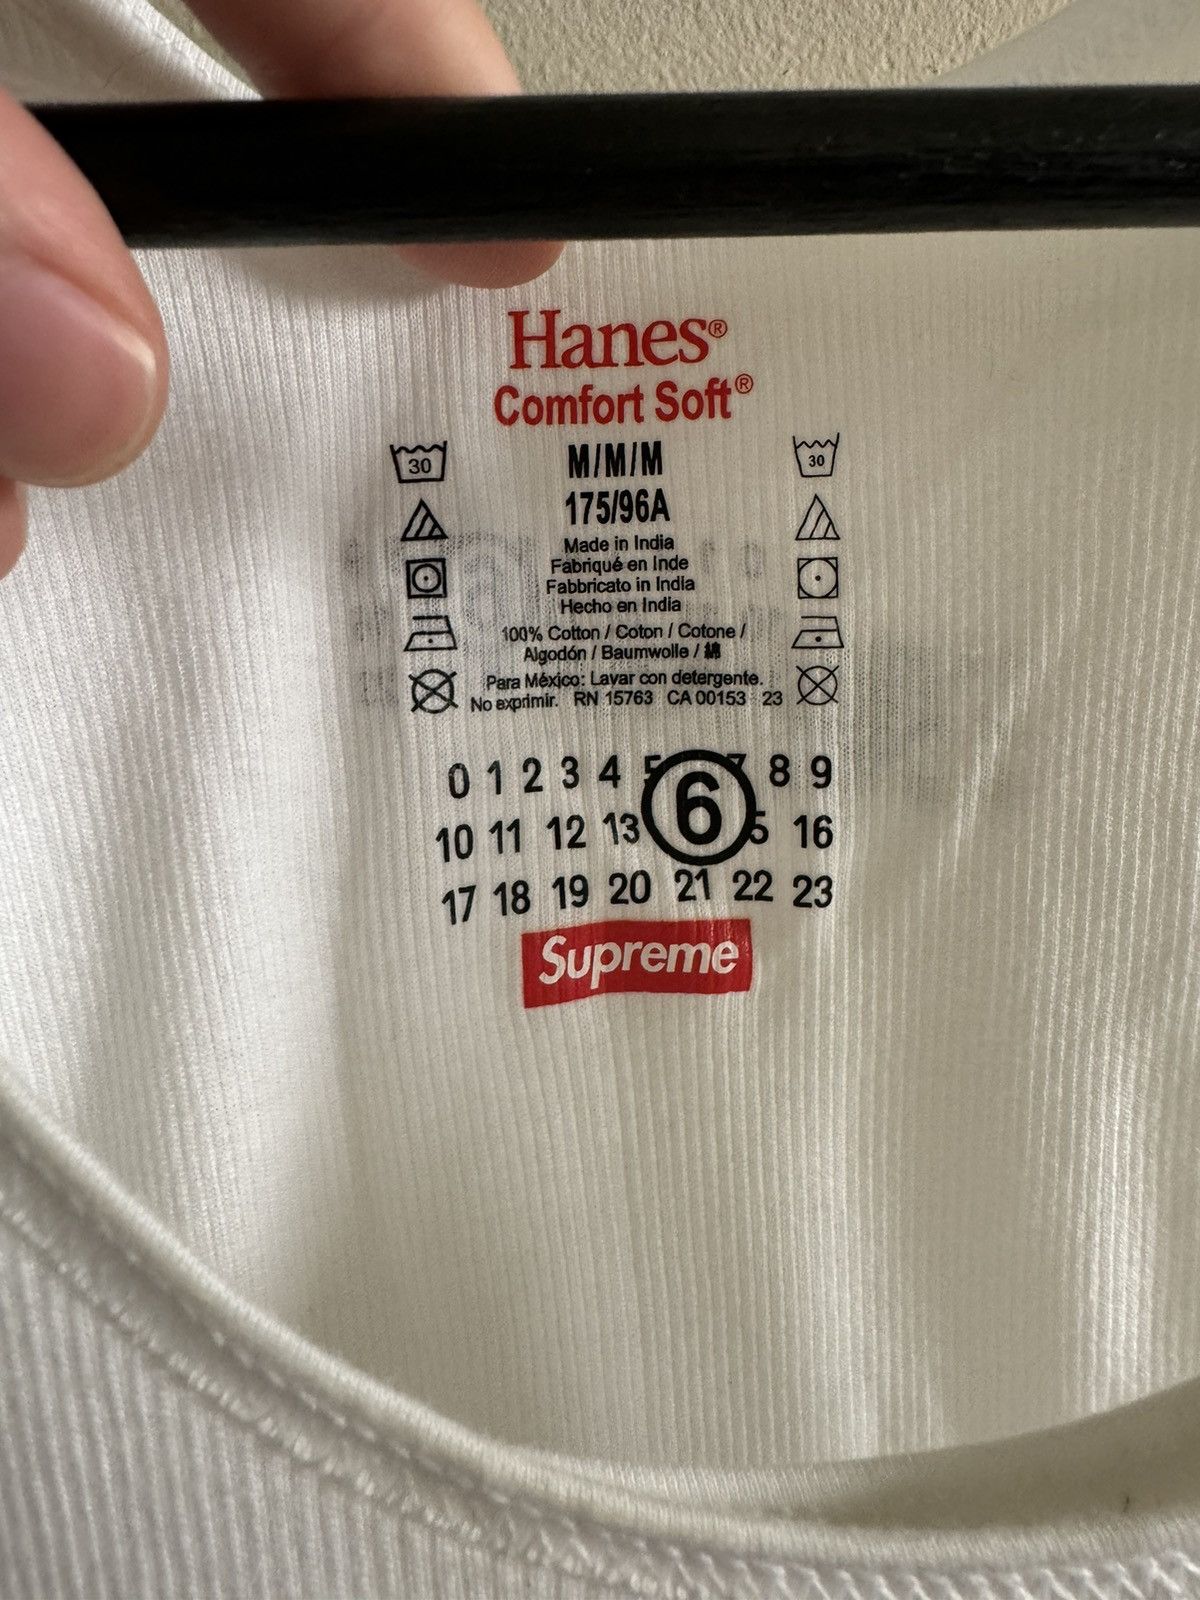 Hanes®
Comfort Soft®
30 M/M/M 30
175/96A
Made in India
Fabriqué en Inde
Fabbricato in India
Hecho en India
100% Cotton / Coton / Cotone /
Algodón / Baumwolle / 綿
Para México: Lavar con detergente.
No exprimir. RN 15763 CA 00153 23
0 1 2 3 4 5 6 7 8 9
10 11 12 13 15 16
17 18 19 20 21 22 23
Supreme